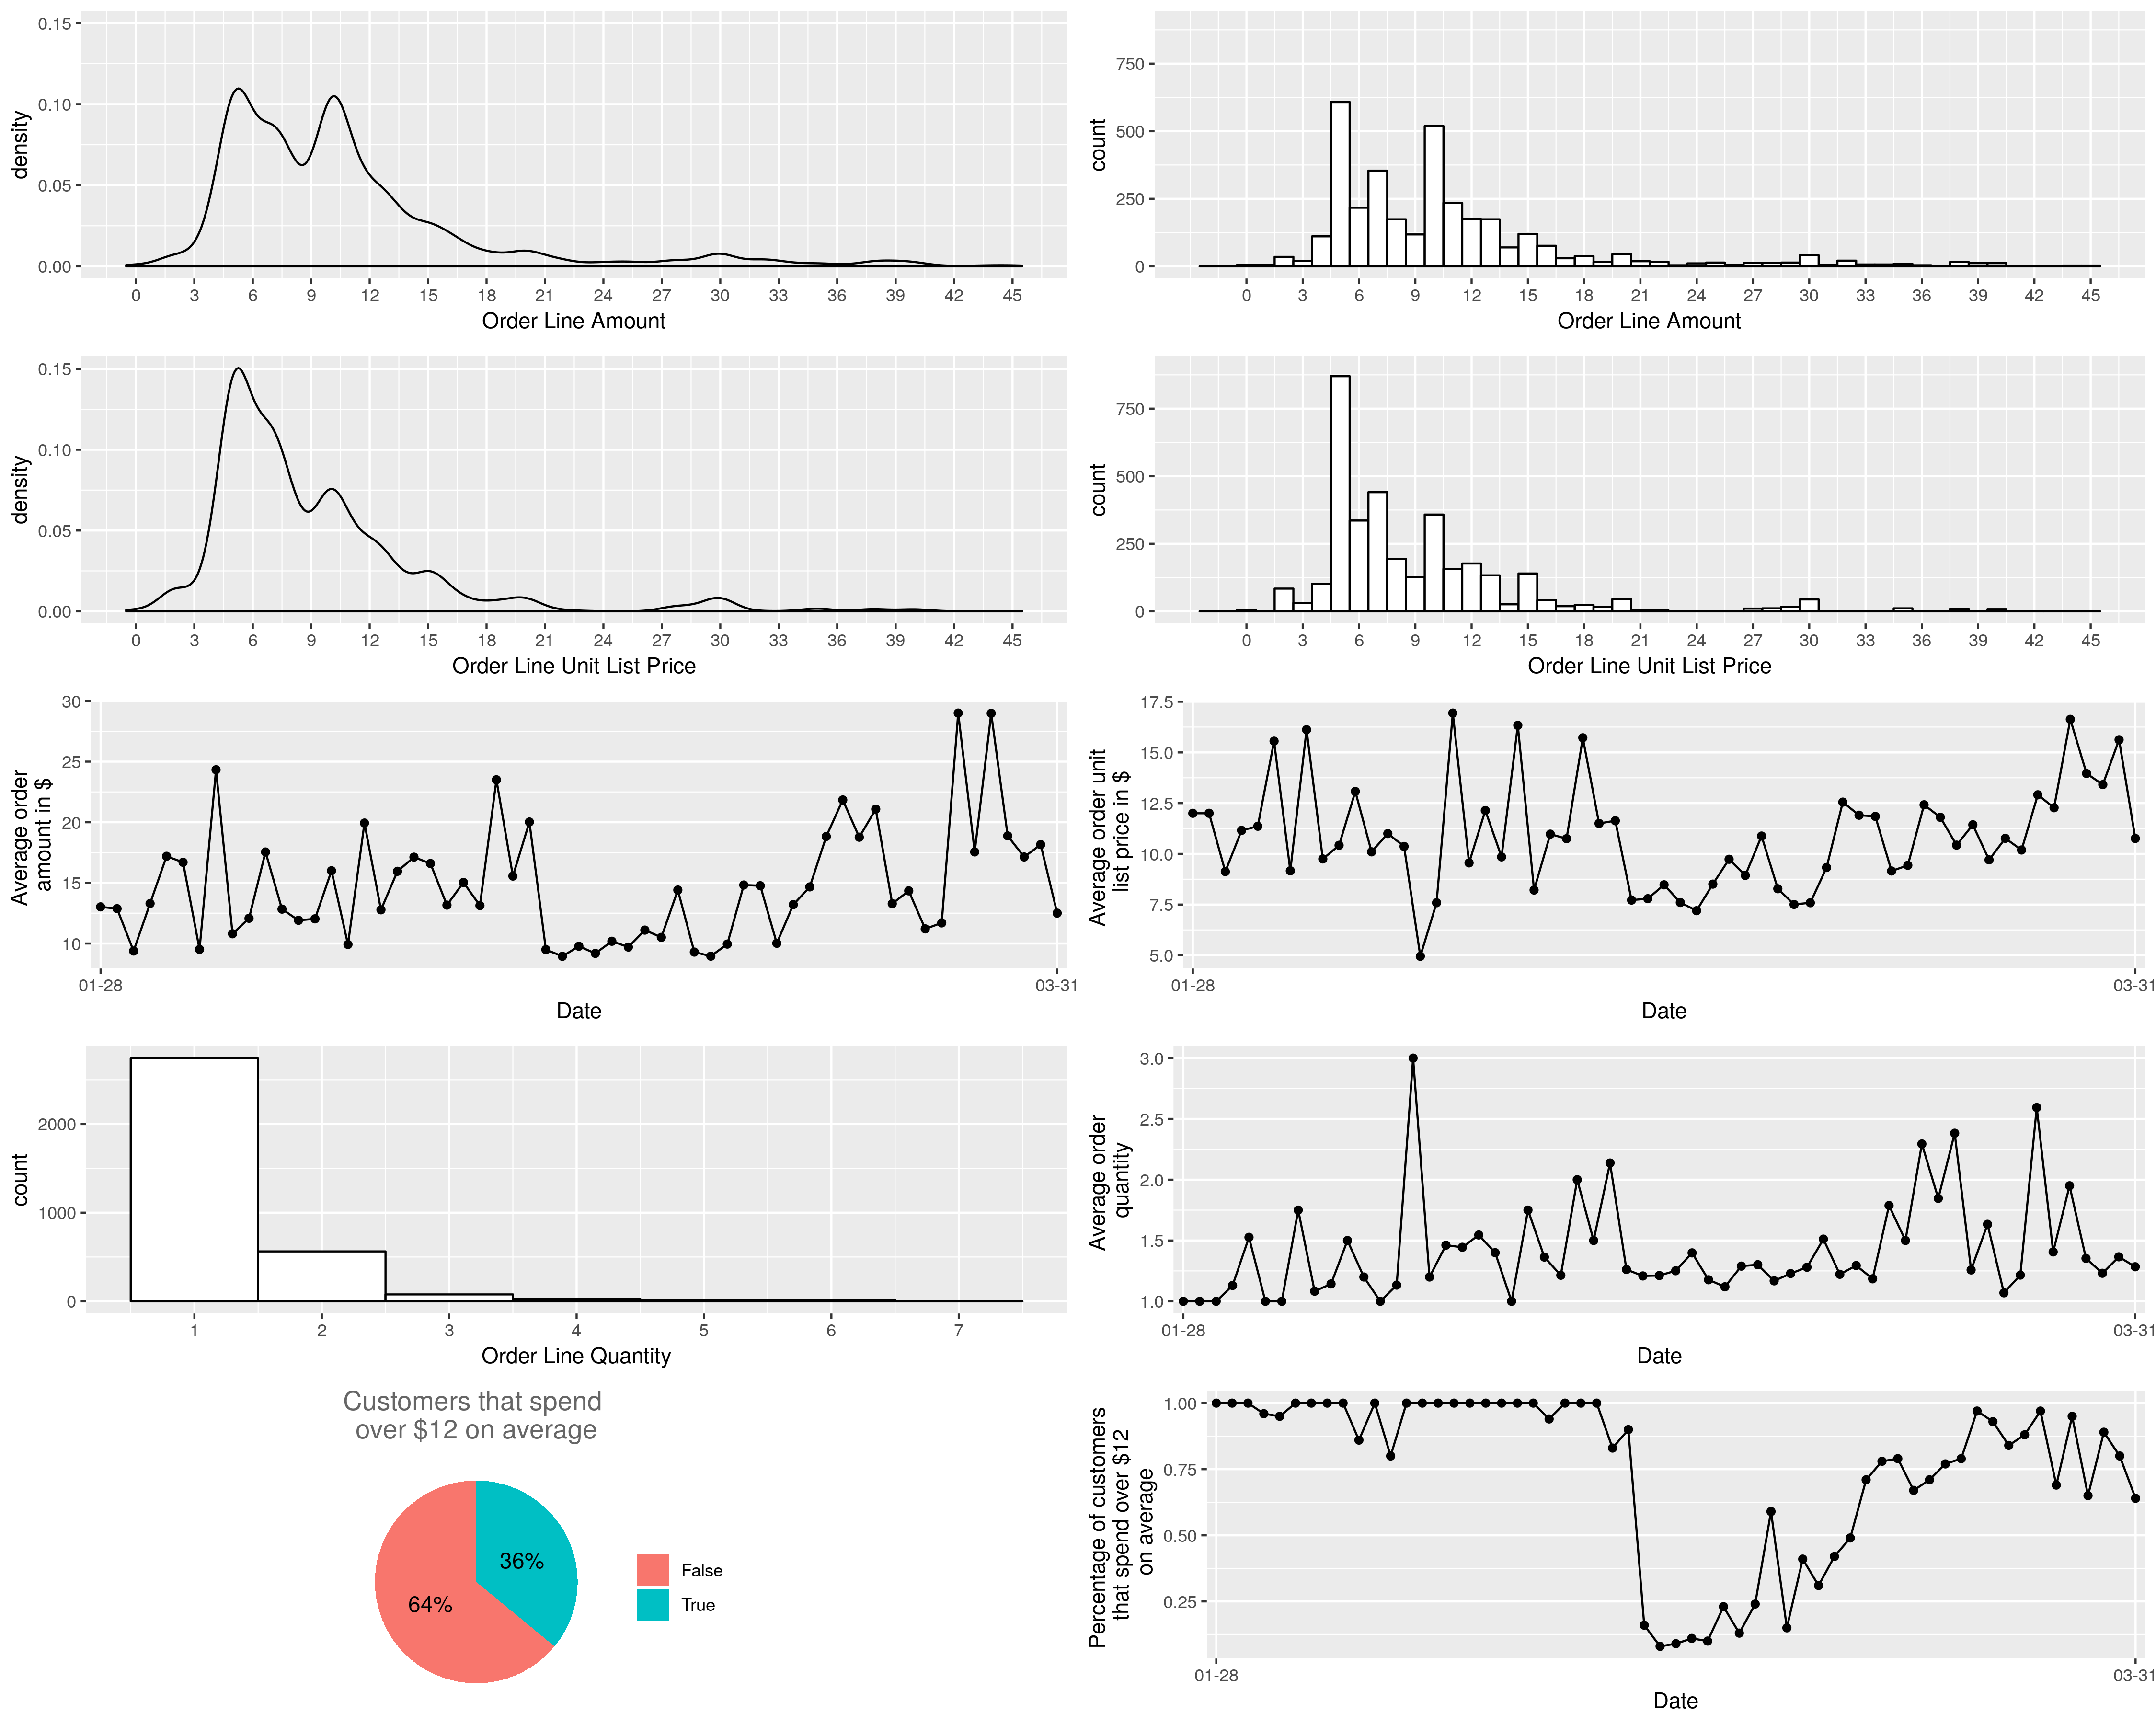 0.15
0.10
0.05
0.00
density
0 3 6 9 12 15 18 21 24 27 30 33 36 39 42 45
Order Line Amount
750
500
250
0
count
0 3 6 9 12 15 18 21 24 27 30 33 36 39 42 45
Order Line Amount
0.15
0.10
0.05
0.00
density
0 3 6 9 12 15 18 21 24 27 30 33 36 39 42 45
Order Line Unit List Price
750
500
250
0
count
0 3 6 9 12 15 18 21 24 27 30 33 36 39 42 45
Order Line Unit List Price
30
25
20
15
10
Average order
amount in $
01-28 03-31
Date
17.5
15.0
12.5
10.0
7.5
5.0
Average order unit
list price in $
01-28 03-31
Date
2000
1000
0
count
1 2 3 4 5 6 7
Order Line Quantity
3.0
2.5
2.0
1.5
1.0
Average order
quantity
01-28 03-31
Date
Customers that spend
over $12 on average
36%
64%
False
True
1.00
0.75
0.50
0.25
Percentage of customers
that spend over $12
on average
01-28 03-31
Date